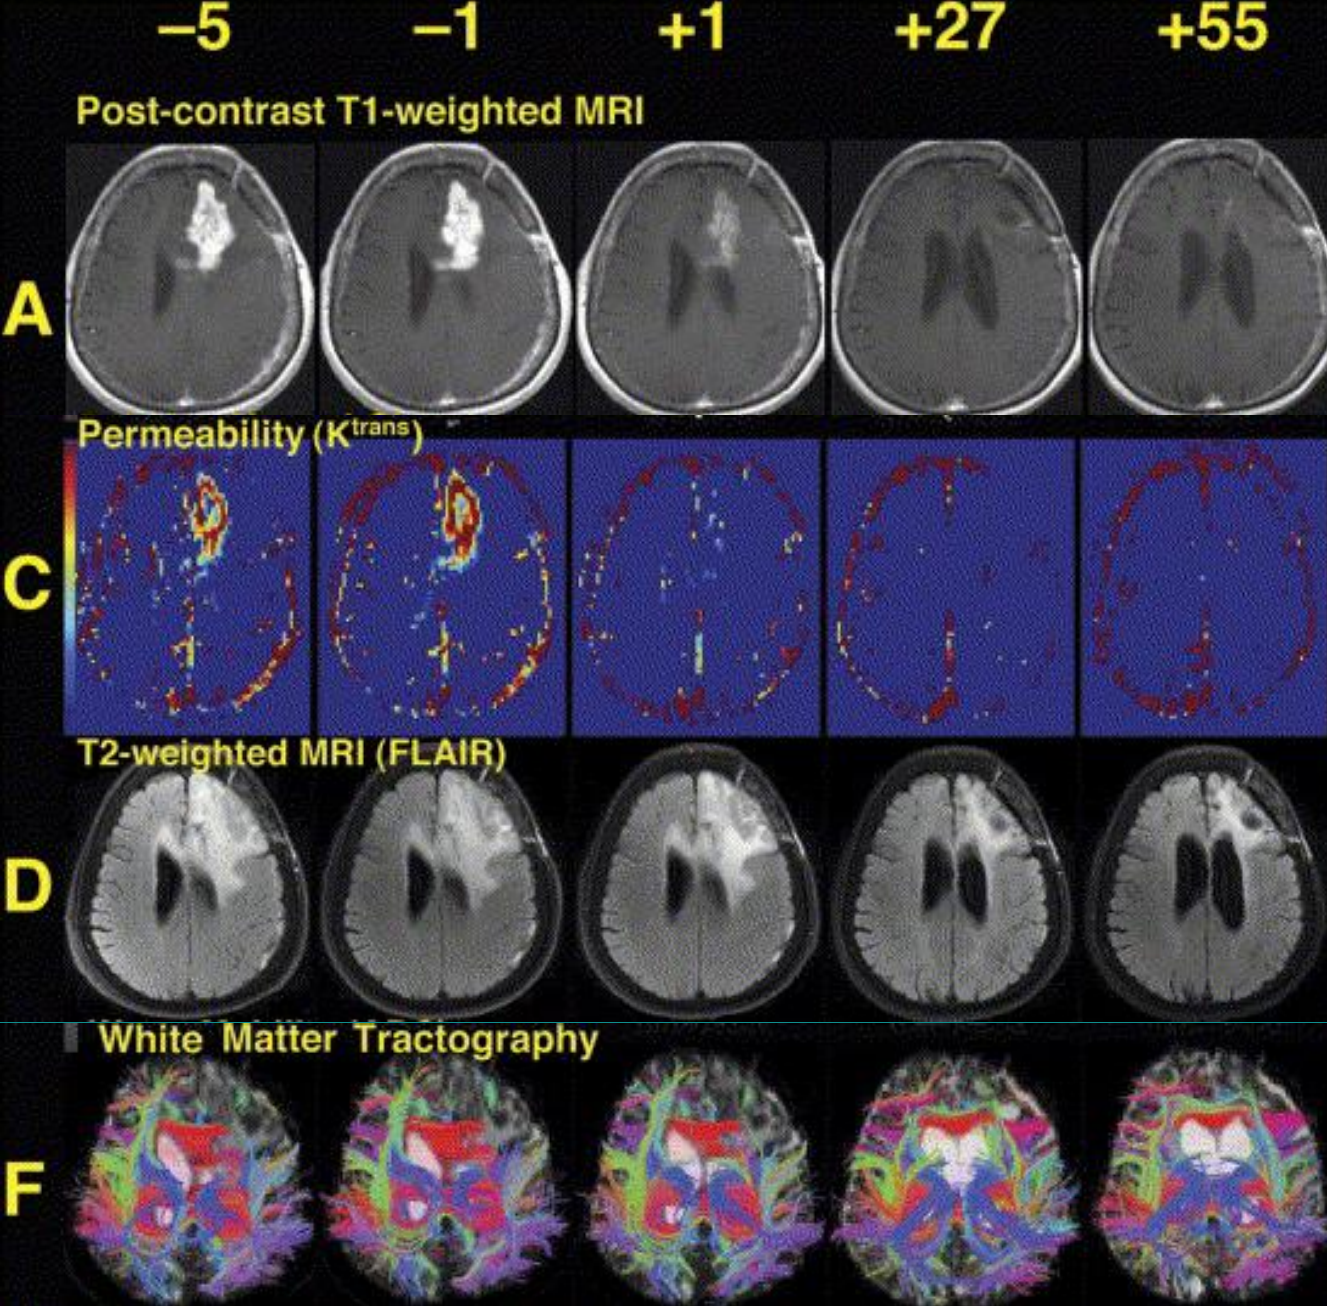 –5 –1 +1 +27 +55
Post-contrast T1-weighted MRI
A
Permeability (Ktrans)
C
T2-weighted MRI (FLAIR)
D
White Matter Tractography
F